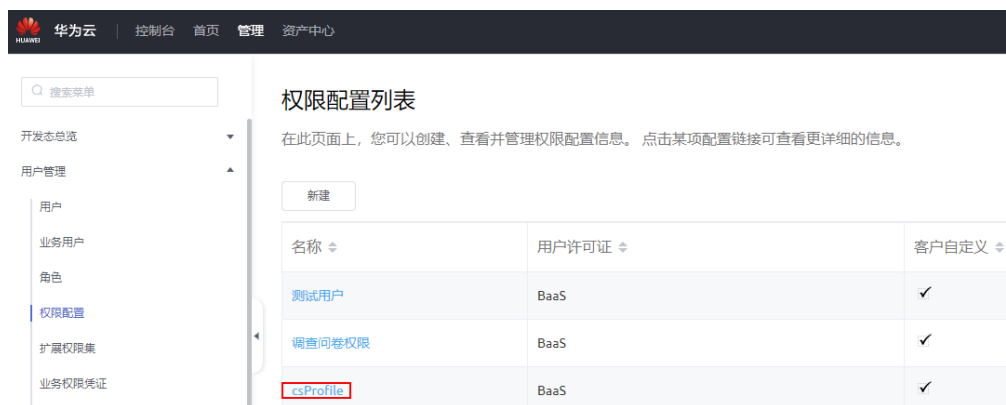 HUAWEI 华为云 控制台 首页 管理 资产中心
搜索菜单
开发态总览
用户管理
用户
业务用户
角色
权限配置
扩展权限集
业务权限凭证
权限配置列表
在此页面上，您可以创建、查看并管理权限配置信息。 点击某项配置链接可查看更详细的信息。
新建
名称 用户许可证 客户自定义
测试用户 BaaS
调查问卷权限 BaaS
csProfile BaaS